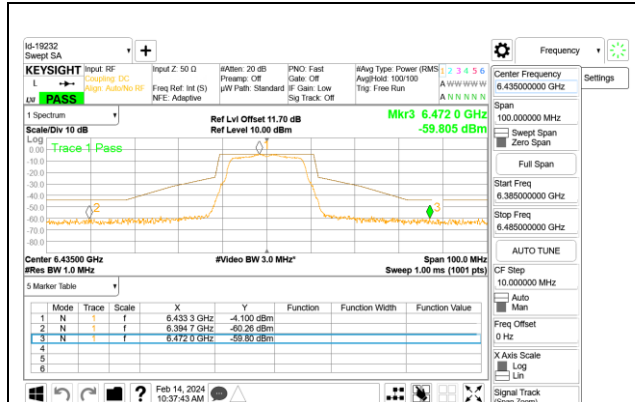 Id-19232
Swept SA
+
Frequency
KEYSIGHT Input: RF Input Z: 50 Ω #Atten: 20 dB PNO: Fast #Avg Type: Power (RMS 1 2 3 4 5 6
L Coupling: DC Preamp: Off Gate: Off Avg|Hold: 100/100 A W W W W W
Align: Auto/No RF Freq Ref: Int (S) µW Path: Standard IF Gain: Low Trig: Free Run
LXI PASS NFE: Adaptive Sig Track: Off A N N N N N
1 Spectrum
Ref Lvl Offset 11.70 dB Mkr3 6.472 0 GHz
Scale/Div 10 dB Ref Level 10.00 dBm -59.805 dBm
Log
Trace 1 Pass
0.00
-10.0
-20.0
-30.0
-40.0
-50.0
-60.0
-70.0
-80.0
1
2
3
Center 6.43500 GHz #Video BW 3.0 MHz* Span 100.0 MHz
#Res BW 1.0 MHz Sweep 1.00 ms (1001 pts)
5 Marker Table
Mode Trace Scale X Y Function Function Width Function Value
1 N 1 f 6.433 3 GHz -4.100 dBm
2 N 1 f 6.394 7 GHz -60.26 dBm
3 N 1 f 6.472 0 GHz -59.80 dBm
4
5
6
?
Feb 14, 2024
10:37:43 AM
Center Frequency
6.435000000 GHz
Settings
Span
100.000000 MHz
Swept Span
Zero Span
Full Span
Start Freq
6.385000000 GHz
Stop Freq
6.485000000 GHz
AUTO TUNE
CF Step
10.000000 MHz
Auto
Man
Freq Offset
0 Hz
X Axis Scale
Log
Lin
Signal Track
(Span Zoom)